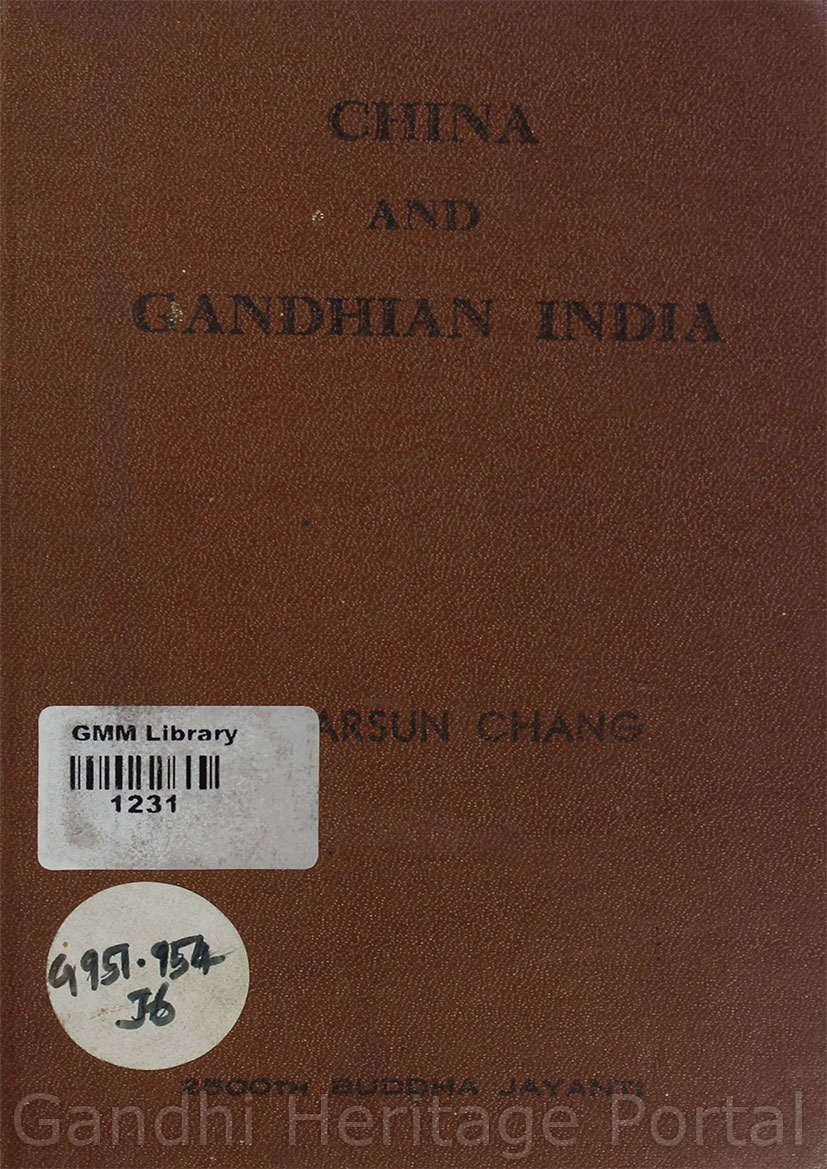 CHINA
AND
GANDHIAN INDIA
ARSUN CHANG
GMM Library
1231
G951.954
J6
2500TH BUDDHA JAYANTI
Gandhi Heritage Portal